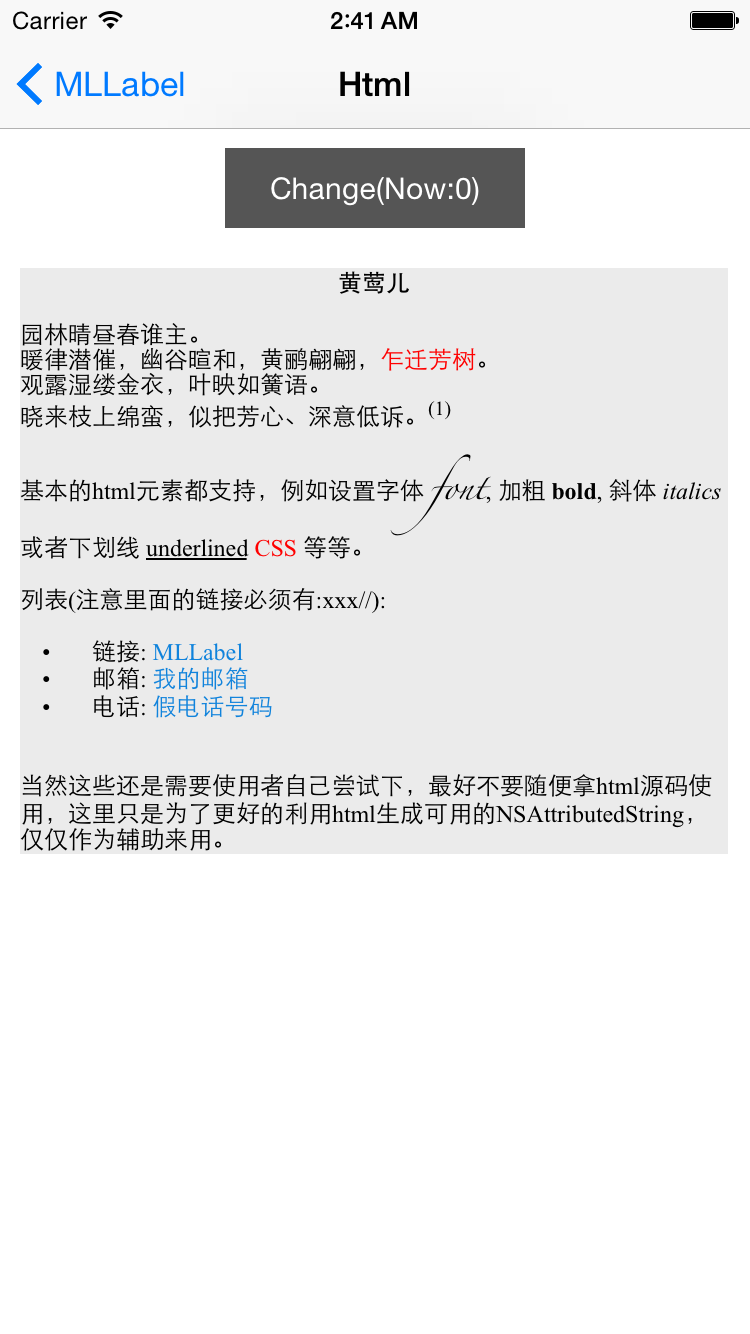 Carrier 2:41 AM
MLLabel Html
Change(Now:0)
黄莺儿
园林晴昼春谁主。
暖律潜催，幽谷暄和，黄鹂翩翩，乍迁芳树。
观露湿缕金衣，叶映如簧语。
晓来枝上绵蛮，似把芳心、深意低诉。(1)
基本的html元素都支持，例如设置字体 font, 加粗 bold, 斜体 italics
或者下划线 underlined CSS 等等。
列表(注意里面的链接必须有:xxx//):
• 链接: MLLabel
• 邮箱: 我的邮箱
• 电话: 假电话号码
当然这些还是需要使用者自己尝试下，最好不要随便拿html源码使
用，这里只是为了更好的利用html生成可用的NSAttributedString，
仅仅作为辅助来用。